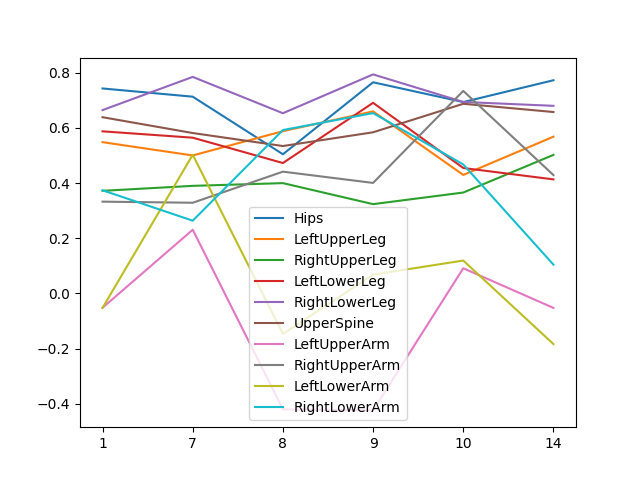 0.8
0.6
0.4
0.2
0.0
−0.2
−0.4
Hips
LeftUpperLeg
RightUpperLeg
LeftLowerLeg
RightLowerLeg
UpperSpine
LeftUpperArm
RightUpperArm
LeftLowerArm
RightLowerArm
1 7 8 9 10 14